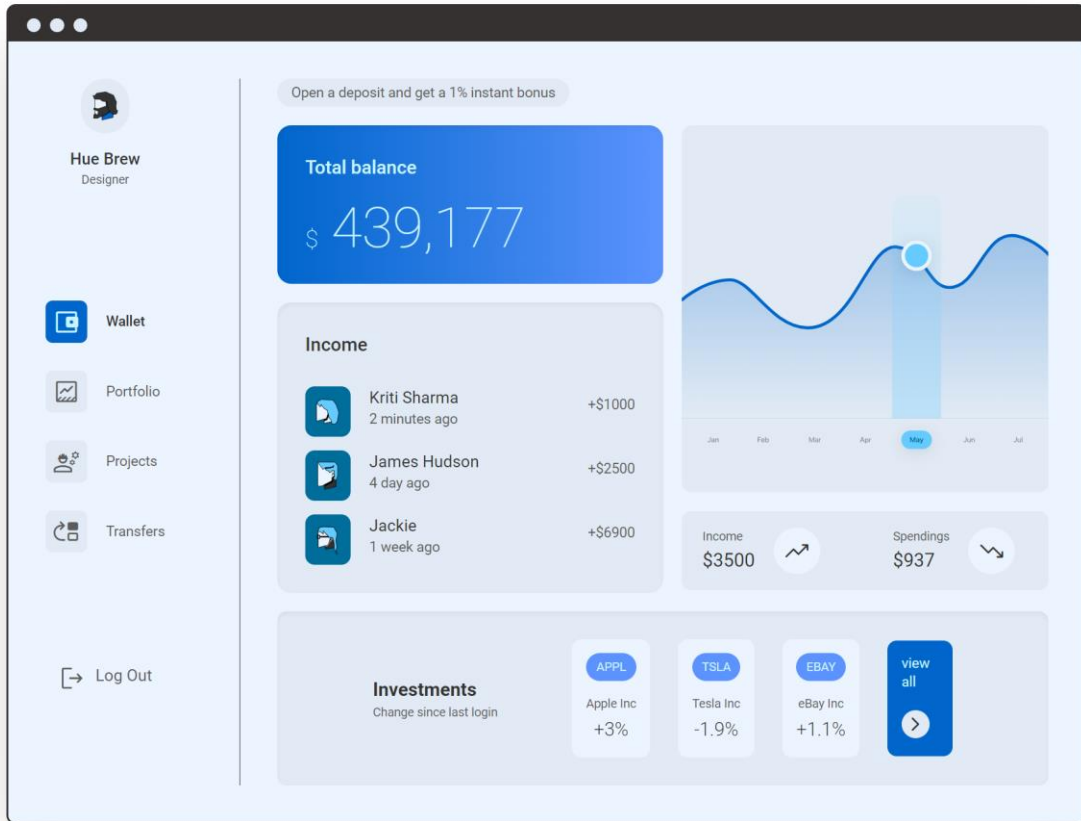 Hue Brew
Designer
Wallet
Portfolio
Projects
Transfers
Log Out
Open a deposit and get a 1% instant bonus
Total balance
$ 439,177
Income
Kriti Sharma
2 minutes ago
+$1000
James Hudson
4 day ago
+$2500
Jackie
1 week ago
+$6900
Jan Feb Mar Apr May Jun Jul
Income
$3500
Spendings
$937
Investments
Change since last login
APPL
Apple Inc
+3%
TSLA
Tesla Inc
-1.9%
EBAY
eBay Inc
+1.1%
view
all